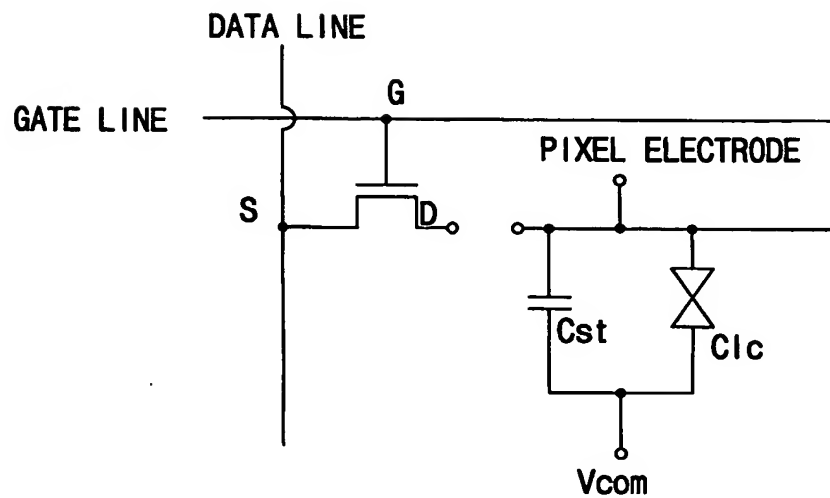 DATA LINE
G
GATE LINE
PIXEL ELECTRODE
S
D
Cst
Clc
Vcom